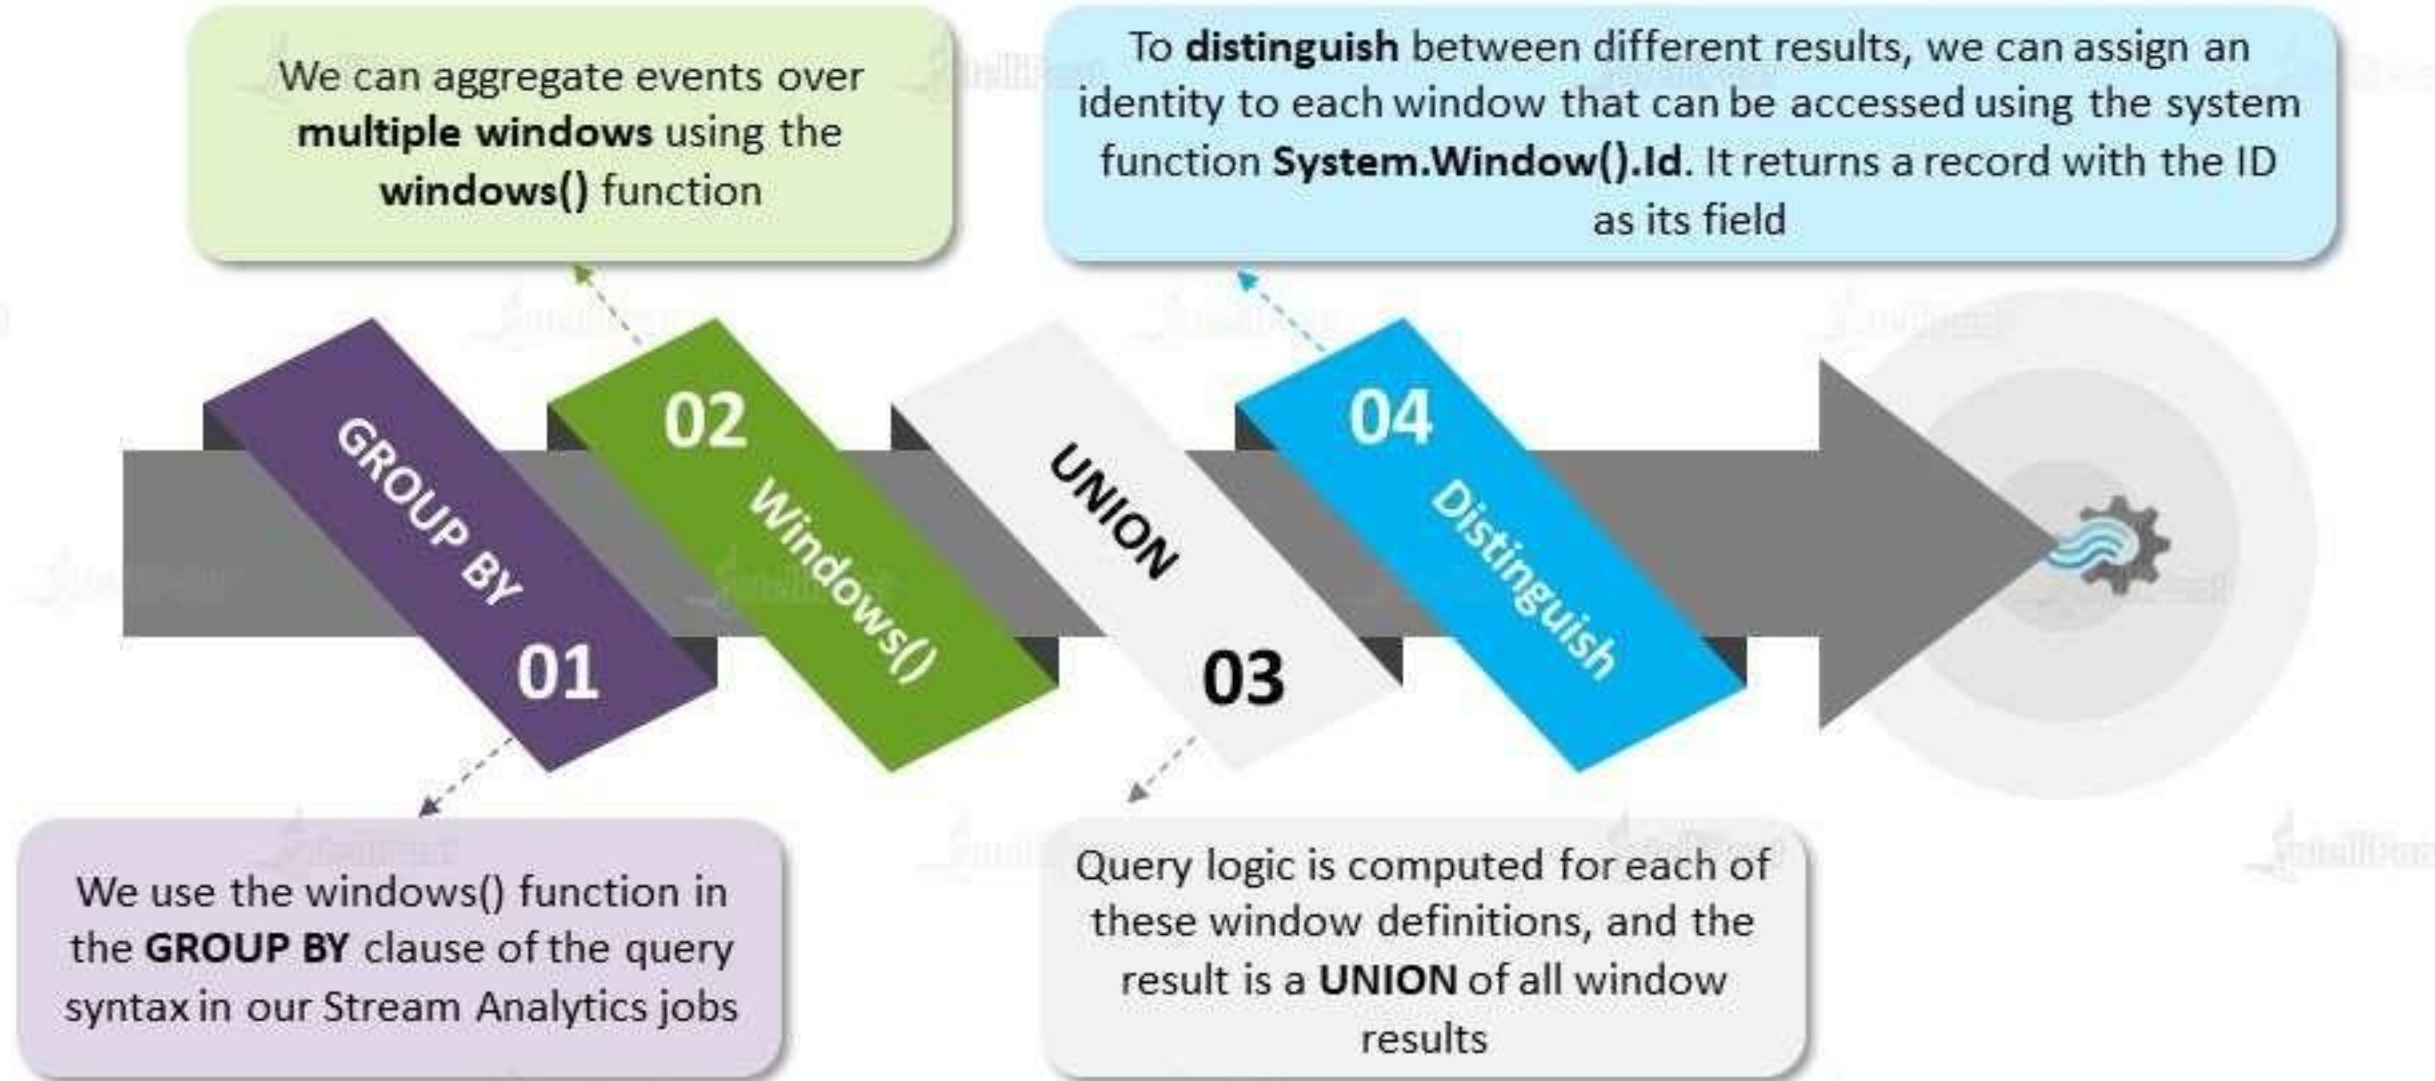 We can aggregate events over
multiple windows using the
windows() function
To distinguish between different results, we can assign an
identity to each window that can be accessed using the system
function System.Window().Id. It returns a record with the ID
as its field
GROUP BY
01
02
Windows()
UNION
03
04
Distinguish
We use the windows() function in
the GROUP BY clause of the query
syntax in our Stream Analytics jobs
Query logic is computed for each of
these window definitions, and the
result is a UNION of all window
results